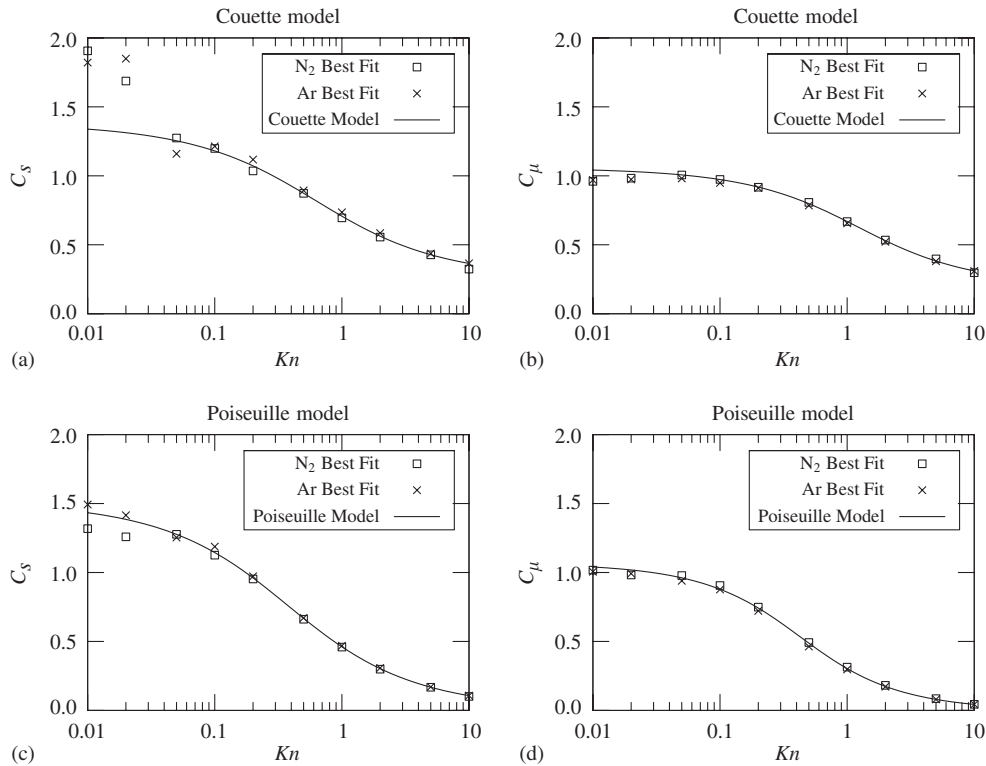 Couette model
2.0
1.5
1.0
0.5
0.0
C_s
N₂ Best Fit
Ar Best Fit
Couette Model
0.01
0.1
1
10
Kn
(a)
Couette model
2.0
1.5
1.0
0.5
0.0
C_μ
N₂ Best Fit
Ar Best Fit
Couette Model
0.01
0.1
1
10
Kn
(b)
Poiseuille model
2.0
1.5
1.0
0.5
0.0
C_s
N₂ Best Fit
Ar Best Fit
Poiseuille Model
0.01
0.1
1
10
Kn
(c)
Poiseuille model
2.0
1.5
1.0
0.5
0.0
C_μ
N₂ Best Fit
Ar Best Fit
Poiseuille Model
0.01
0.1
1
10
Kn
(d)